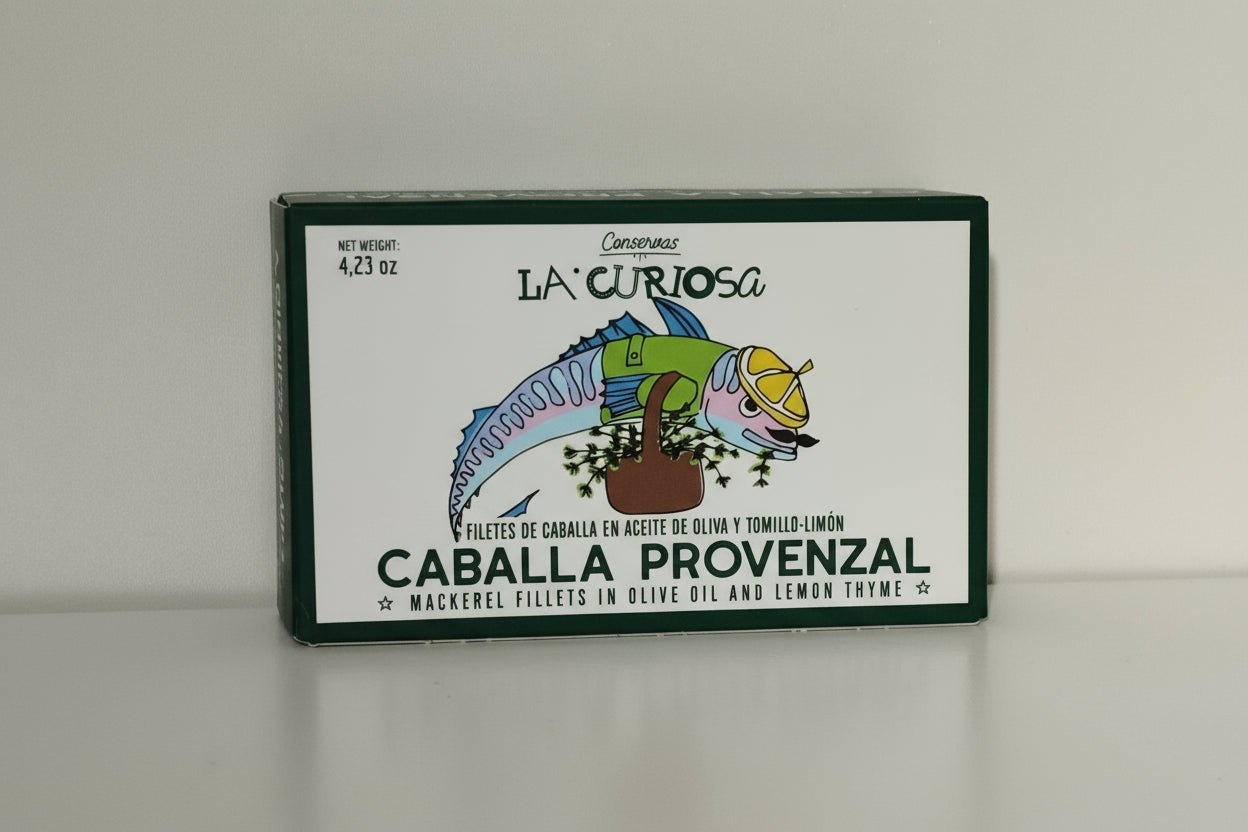 NET WEIGHT:
4,23 oz
Conservas
LA CURIOSA
FILETES DE CABALLA EN ACEITE DE OLIVA Y TOMILLO-LIMÓN
CABALLA PROVENZAL
☆ MACKEREL FILLETS IN OLIVE OIL AND LEMON THYME ☆